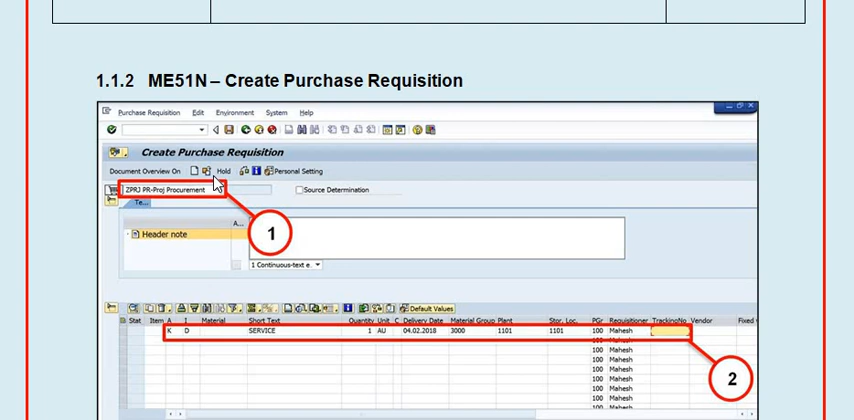 1.1.2 ME51N – Create Purchase Requisition
Purchase Requisition Edit Environment System Help
Create Purchase Requisition
Document Overview On Hold Personal Setting
ZPRJ PR-Proj Procurement Source Determination
Te...
A...
Header note
1
1 Continuous-text e...
Default Values
Stat Item A I Material Short Text Quantity Unit C Delivery Date Material Group Plant Stor. Loc. PGr Requisitioner TrackingNo Vendor Fixed
K D SERVICE 1 AU 04.02.2018 3000 1101 1101 100 Mahesh
100 Mahesh
100 Mahesh
100 Mahesh
100 Mahesh
2
100 Mahesh
100 Mahesh
100 Mahesh